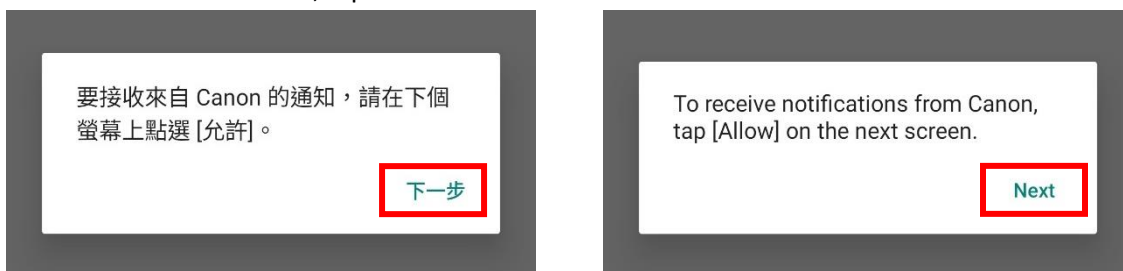 要接收來自 Canon 的通知，請在下個
螢幕上點選 [允許]。
下一步
To receive notifications from Canon,
tap [Allow] on the next screen.
Next